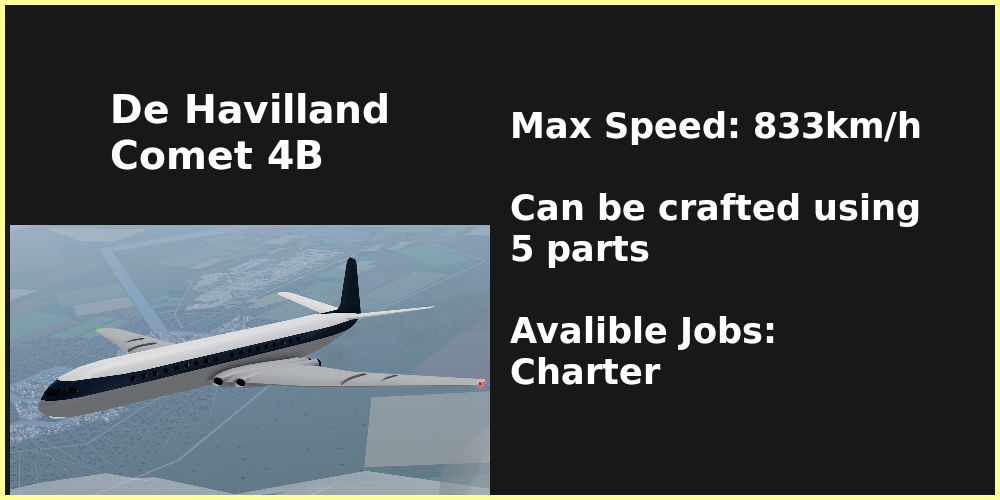 De Havilland
Comet 4B
Max Speed: 833km/h
Can be crafted using
5 parts
Avalible Jobs:
Charter